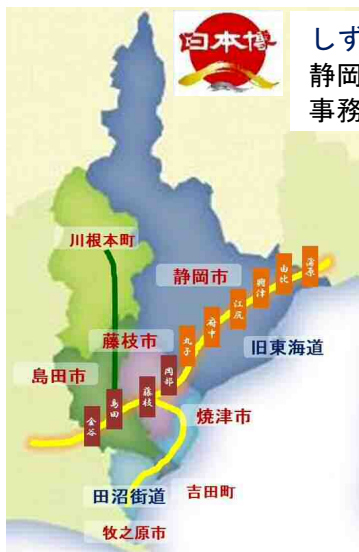 日本博
しず
静岡
事務
川根本町
静岡市
蒲原
由比
興津
江尻
府中
丸子
旧東海道
藤枝市
岡部
島田市
藤枝
島田
金谷
焼津市
田沼街道
吉田町
牧之原市